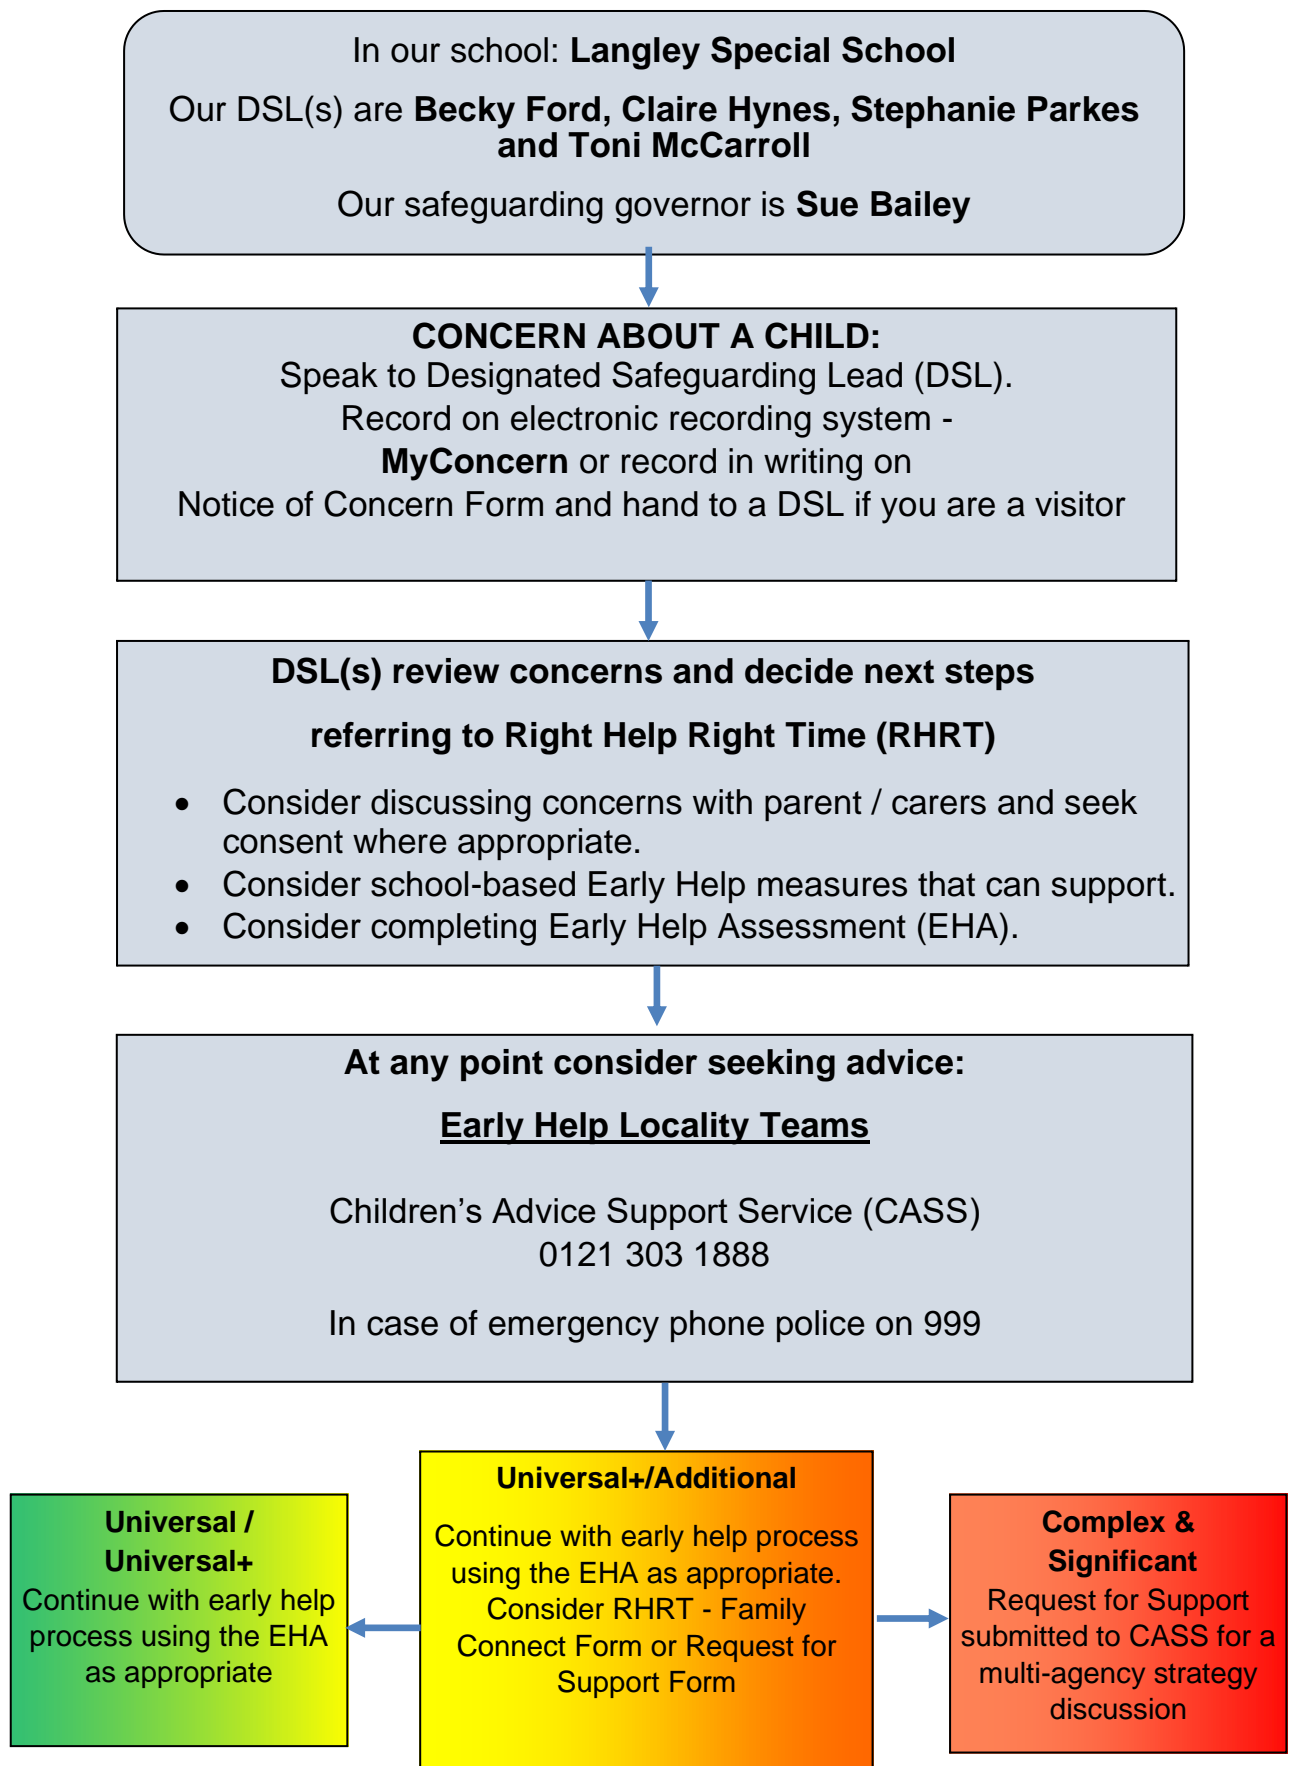 In our school: Langley Special School
Our DSL(s) are Becky Ford, Claire Hynes, Stephanie Parkes
and Toni McCarroll
Our safeguarding governor is Sue Bailey
CONCERN ABOUT A CHILD:
Speak to Designated Safeguarding Lead (DSL).
Record on electronic recording system -
MyConcern or record in writing on
Notice of Concern Form and hand to a DSL if you are a visitor
DSL(s) review concerns and decide next steps
referring to Right Help Right Time (RHRT)
• Consider discussing concerns with parent / carers and seek
consent where appropriate.
• Consider school-based Early Help measures that can support.
• Consider completing Early Help Assessment (EHA).
At any point consider seeking advice:
Early Help Locality Teams
Children’s Advice Support Service (CASS)
0121 303 1888
In case of emergency phone police on 999
Universal /
Universal+
Continue with early help
process using the EHA
as appropriate
Universal+/Additional
Continue with early help process
using the EHA as appropriate.
Consider RHRT - Family
Connect Form or Request for
Support Form
Complex &
Significant
Request for Support
submitted to CASS for a
multi-agency strategy
discussion